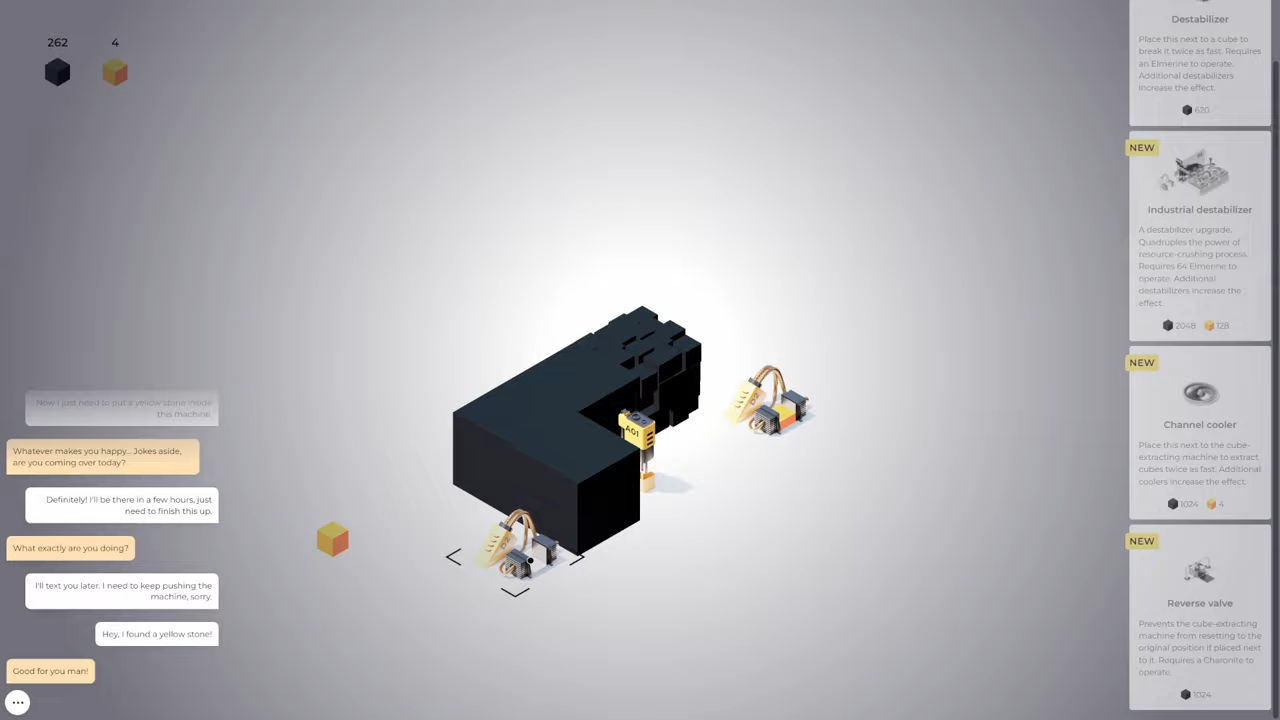 262
4
Now I just need to put a yellow stone inside
this machine.
Whatever makes you happy... Jokes aside,
are you coming over today?
Definitely! I'll be there in a few hours, just
need to finish this up.
What exactly are you doing?
I'll text you later. I need to keep pushing the
machine, sorry.
Hey, I found a yellow stone!
Good for you man!
A01
Destabilizer
Place this next to a cube to
break it twice as fast. Requires
an Elmerine to operate.
Additional destabilizers
increase the effect.
620
NEW
Industrial destabilizer
A destabilizer upgrade.
Quadruples the power of
resource-crushing process.
Requires 64 Elmerine to
operate. Additional
destabilizers increase the
effect.
2048 128
NEW
Channel cooler
Place this next to the cube-
extracting machine to extract
cubes twice as fast. Additional
coolers increase the effect.
1024 4
NEW
Reverse valve
Prevents the cube-extracting
machine from resetting to the
original position if placed next
to it. Requires a Charonite to
operate.
1024